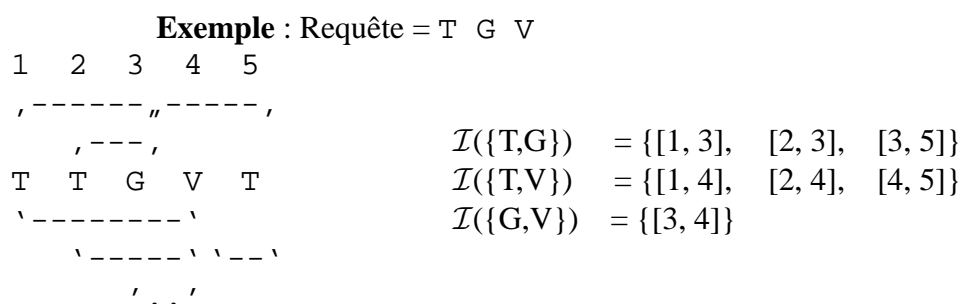 Exemple : Requête = T G V
1 2 3 4 5
,------„-----,
,---,
I({T,G}) = {[1, 3], [2, 3], [3, 5]}
T T G V T
I({T,V}) = {[1, 4], [2, 4], [4, 5]}
‘--------‘
I({G,V}) = {[3, 4]}
‘-----‘‘--‘
’..’